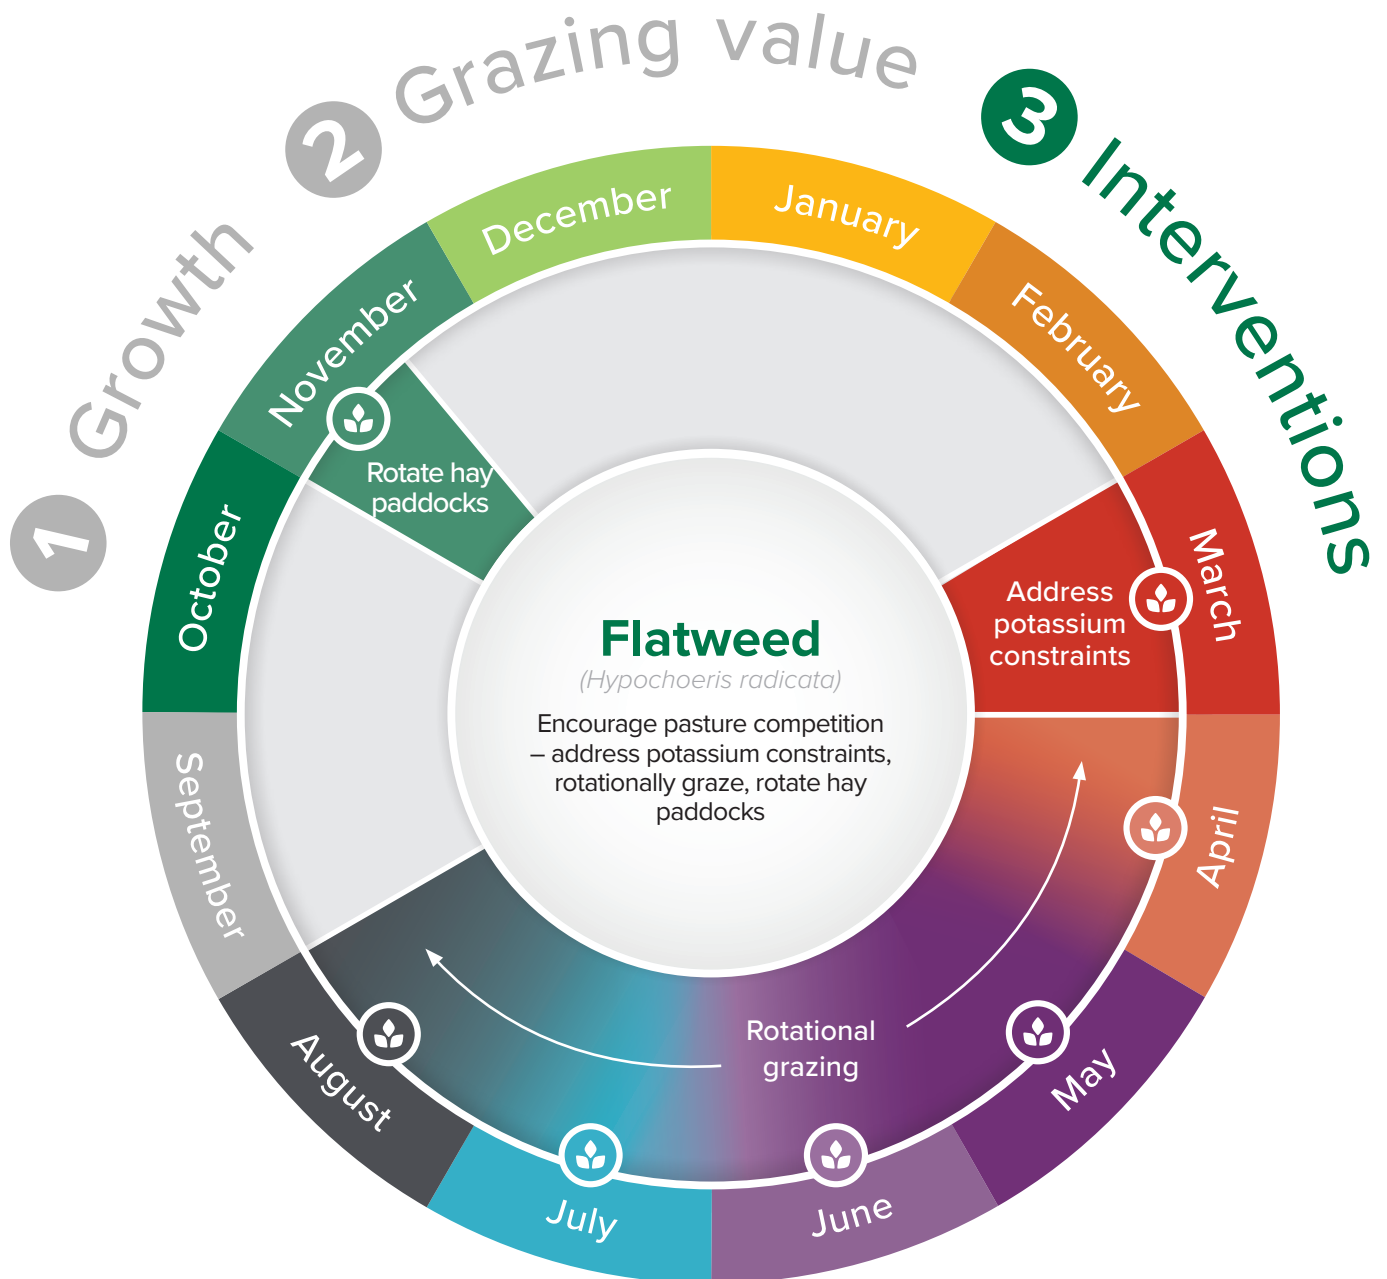 1 Growth
2 Grazing value
3 Interventions
January
February
March
April
May
June
July
August
September
October
November
December
Rotate hay
paddocks
Address
potassium
constraints
Rotational
grazing
Flatweed
(Hypochoeris radicata)
Encourage pasture competition
– address potassium constraints,
rotationally graze, rotate hay
paddocks